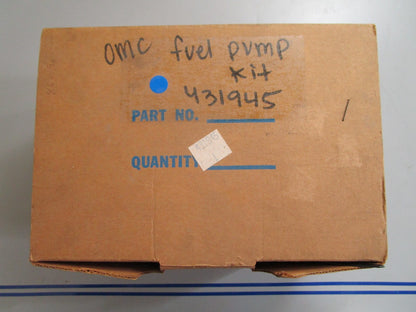 OMC fuel pump
Kit
431945
PART NO.
/
QUANTITY